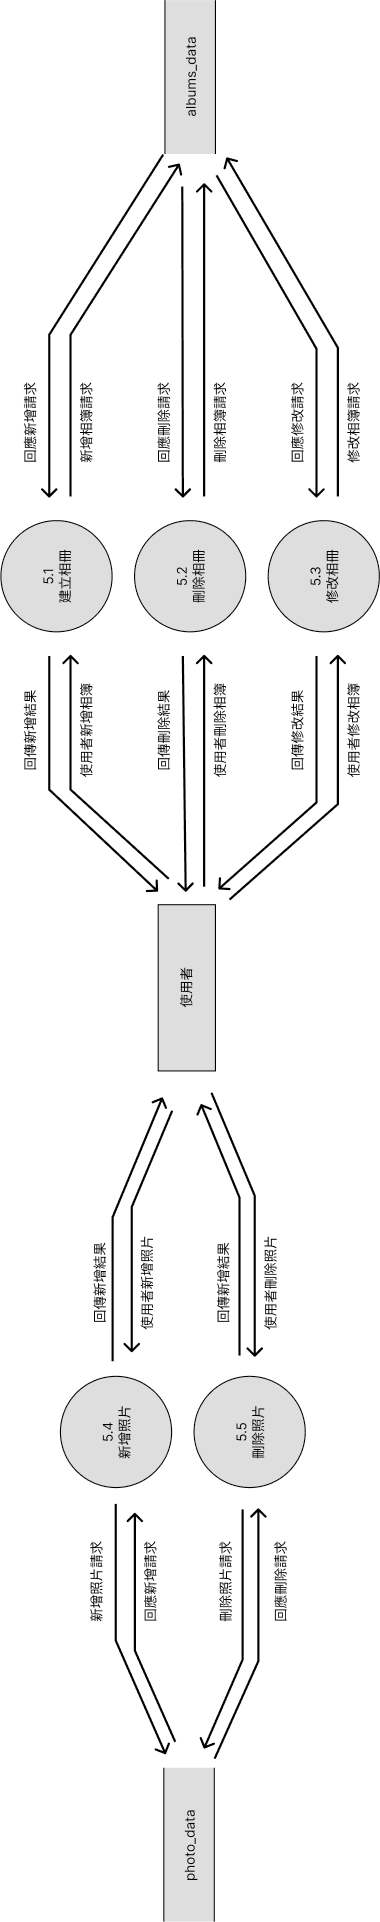 albums_data
回應新增請求
新增相簿請求
回應刪除請求
刪除相簿請求
回應修改請求
修改相簿請求
5.1
建立相冊
5.2
刪除相冊
5.3
修改相冊
回傳新增結果
使用者新增相簿
回傳刪除結果
使用者刪除相簿
回傳修改結果
使用者修改相簿
使用者
回傳新增結果
使用者新增照片
回傳新增結果
使用者刪除照片
5.4
新增照片
5.5
刪除照片
新增照片請求
回應新增請求
刪除照片請求
回應刪除請求
photo_data